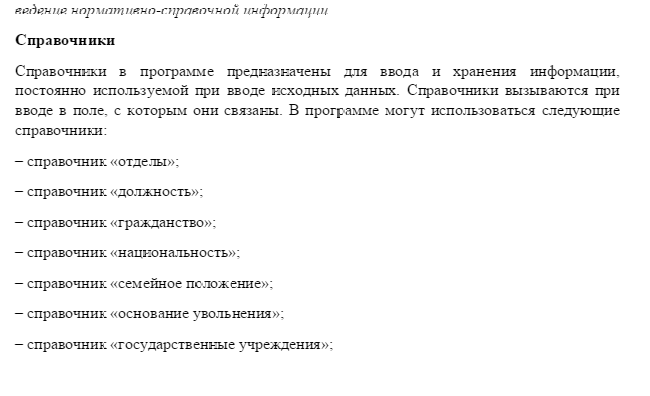 ведение нормативно-справочной информации
Справочники
Справочники в программе предназначены для ввода и хранения информации,
постоянно используемой при вводе исходных данных. Справочники вызываются при
вводе в поле, с которым они связаны. В программе могут использоваться следующие
справочники:
– справочник «отделы»;
– справочник «должность»;
– справочник «гражданство»;
– справочник «национальность»;
– справочник «семейное положение»;
– справочник «основание увольнения»;
– справочник «государственные учреждения»;